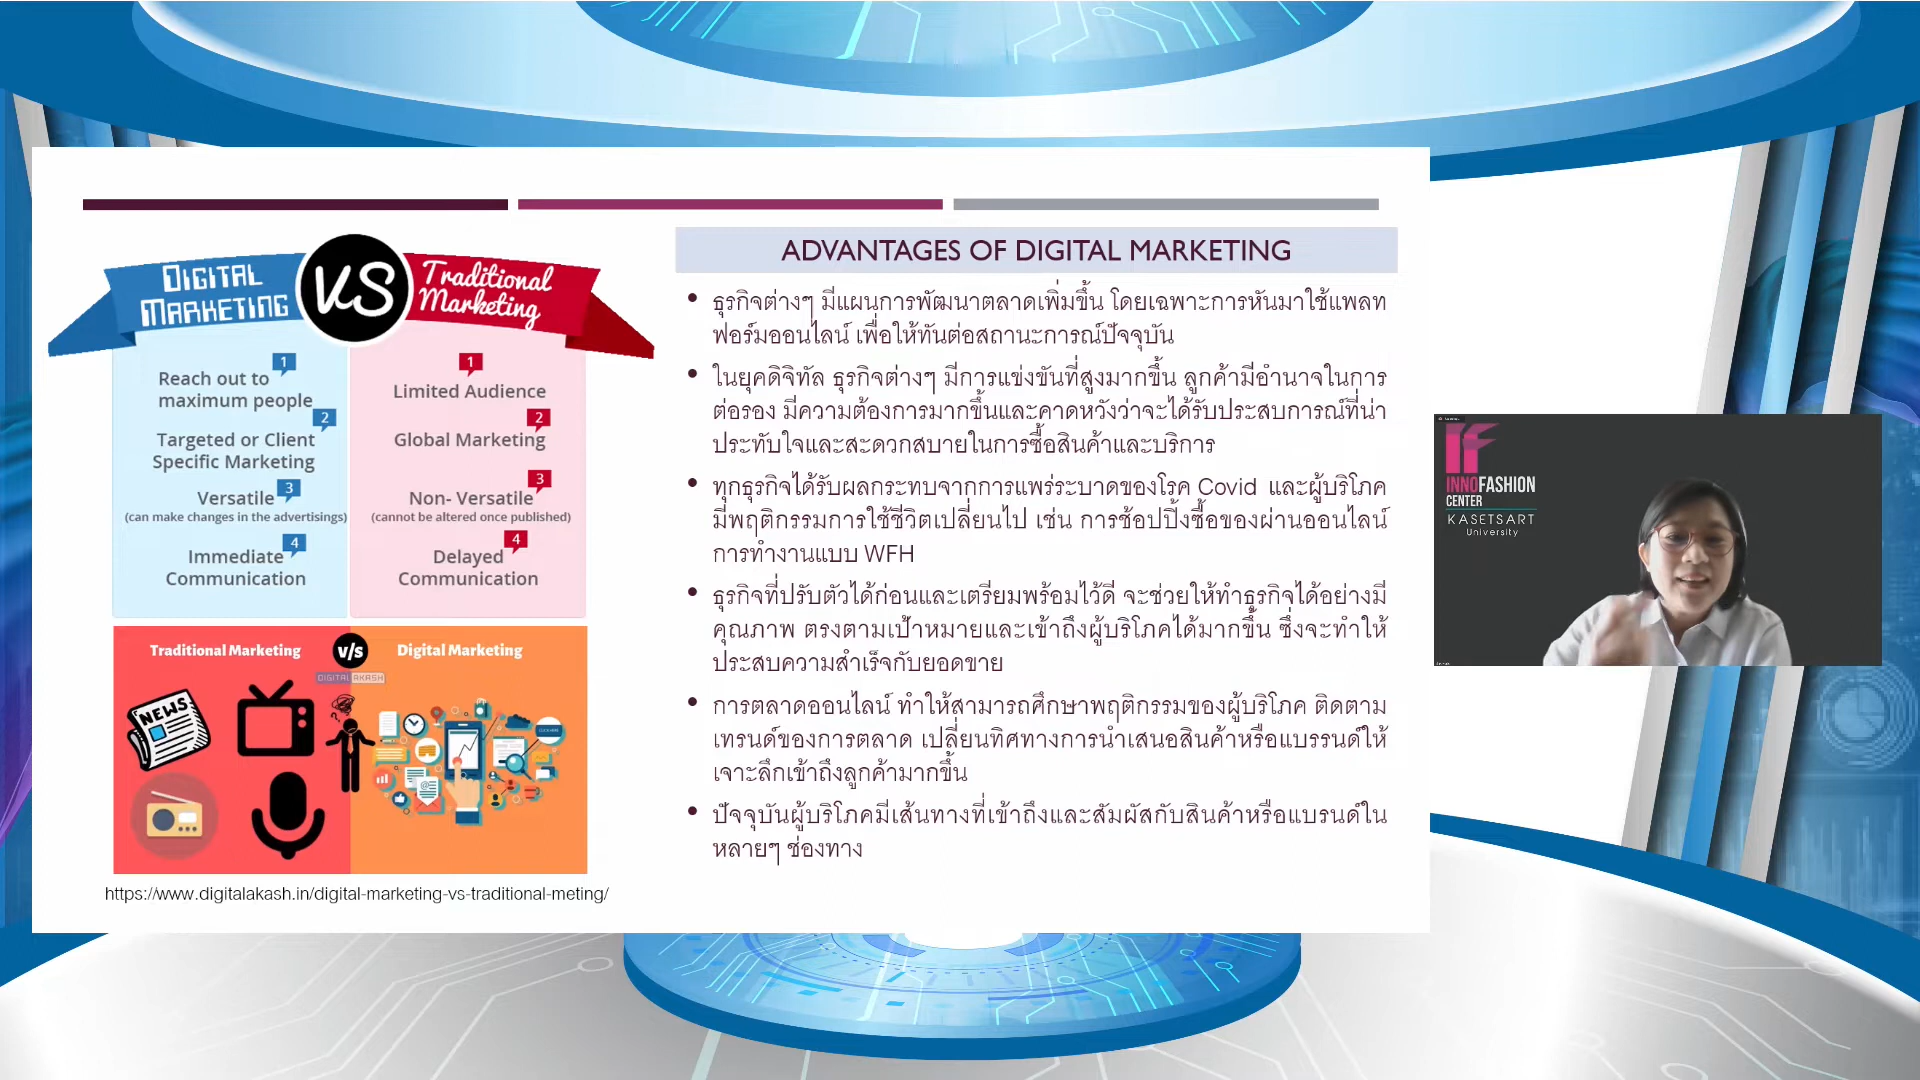 DIGITAL
MARKETING
VS
Traditional
Marketing
1
Reach out to
maximum people
2
Targeted or Client
Specific Marketing
3
Versatile
(can make changes in the advertisings)
4
Immediate
Communication
1
Limited Audience
2
Global Marketing
3
Non- Versatile
(cannot be altered once published)
4
Delayed
Communication
Traditional Marketing
v/s
Digital Marketing
DIGITAL AKASH
NEWS
https://www.digitalakash.in/digital-marketing-vs-traditional-meting/
ADVANTAGES OF DIGITAL MARKETING
• ธุรกิจต่างๆ มีแผนการพัฒนาตลาดเพิ่มขึ้น โดยเฉพาะการหันมาใช้แพลท
ฟอร์มออนไลน์ เพื่อให้ทันต่อสถานะการณ์ปัจจุบัน
• ในยุคดิจิทัล ธุรกิจต่างๆ มีการแข่งขันที่สูงมากขึ้น ลูกค้ามีอำนาจในการ
ต่อรอง มีความต้องการมากขึ้นและคาดหวังว่าจะได้รับประสบการณ์ที่น่า
ประทับใจและสะดวกสบายในการซื้อสินค้าและบริการ
• ทุกธุรกิจได้รับผลกระทบจากการแพร่ระบาดของโรค Covid และผู้บริโภค
มีพฤติกรรมการใช้ชีวิตเปลี่ยนไป เช่น การช้อปปิ้งซื้อของผ่านออนไลน์
การทำงานแบบ WFH
• ธุรกิจที่ปรับตัวได้ก่อนและเตรียมพร้อมไว้ดี จะช่วยให้ทำธุรกิจได้อย่างมี
คุณภาพ ตรงตามเป้าหมายและเข้าถึงผู้บริโภคได้มากขึ้น ซึ่งจะทำให้
ประสบความสำเร็จกับยอดขาย
• การตลาดออนไลน์ ทำให้สามารถศึกษาพฤติกรรมของผู้บริโภค ติดตาม
เทรนด์ของการตลาด เปลี่ยนทิศทางการนำเสนอสินค้าหรือแบรรนด์ให้
เจาะลึกเข้าถึงลูกค้ามากขึ้น
• ปัจจุบันผู้บริโภคมีเส้นทางที่เข้าถึงและสัมผัสกับสินค้าหรือแบรนด์ใน
หลายๆ ช่องทาง
IF
INNOFASHION
CENTER
KASETSART
University